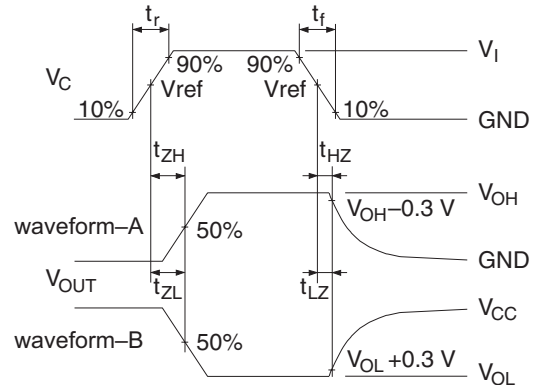 tr
tf
VC
90%
90%
VI
Vref
Vref
10%
10%
GND
tZH
tHZ
VOH
VOH–0.3 V
waveform–A
50%
GND
VOUT
tZL
tLZ
VCC
waveform–B
50%
VOL +0.3 V
VOL